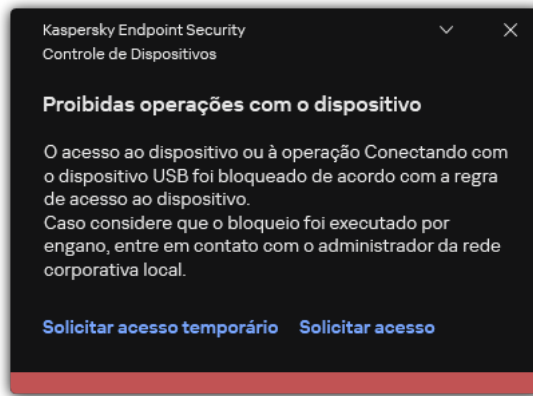 Kaspersky Endpoint Security
Controle de Dispositivos
Proibidas operações com o dispositivo
O acesso ao dispositivo ou à operação Conectando com
o dispositivo USB foi bloqueado de acordo com a regra
de acesso ao dispositivo.
Caso considere que o bloqueio foi executado por
engano, entre em contato com o administrador da rede
corporativa local.
Solicitar acesso temporário Solicitar acesso